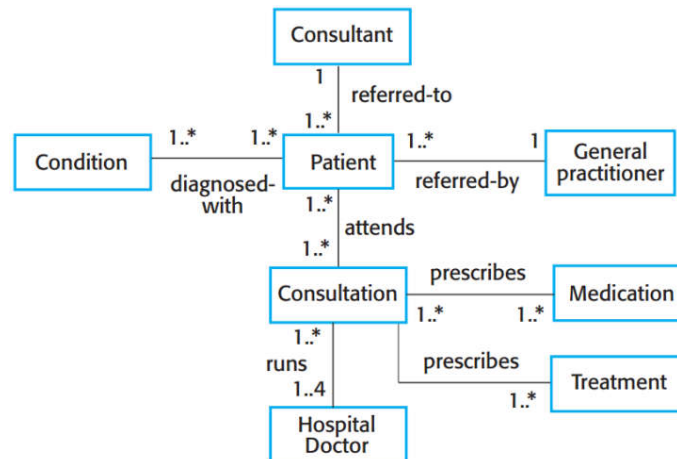 Consultant
1
referred-to
1..*
1..*
1..*
1..*
1
Condition
Patient
General
practitioner
diagnosed-
with
referred-by
1..*
attends
1..*
prescribes
Consultation
Medication
1..*
1..*
1..*
runs
prescribes
1..4
Treatment
1..*
Hospital
Doctor